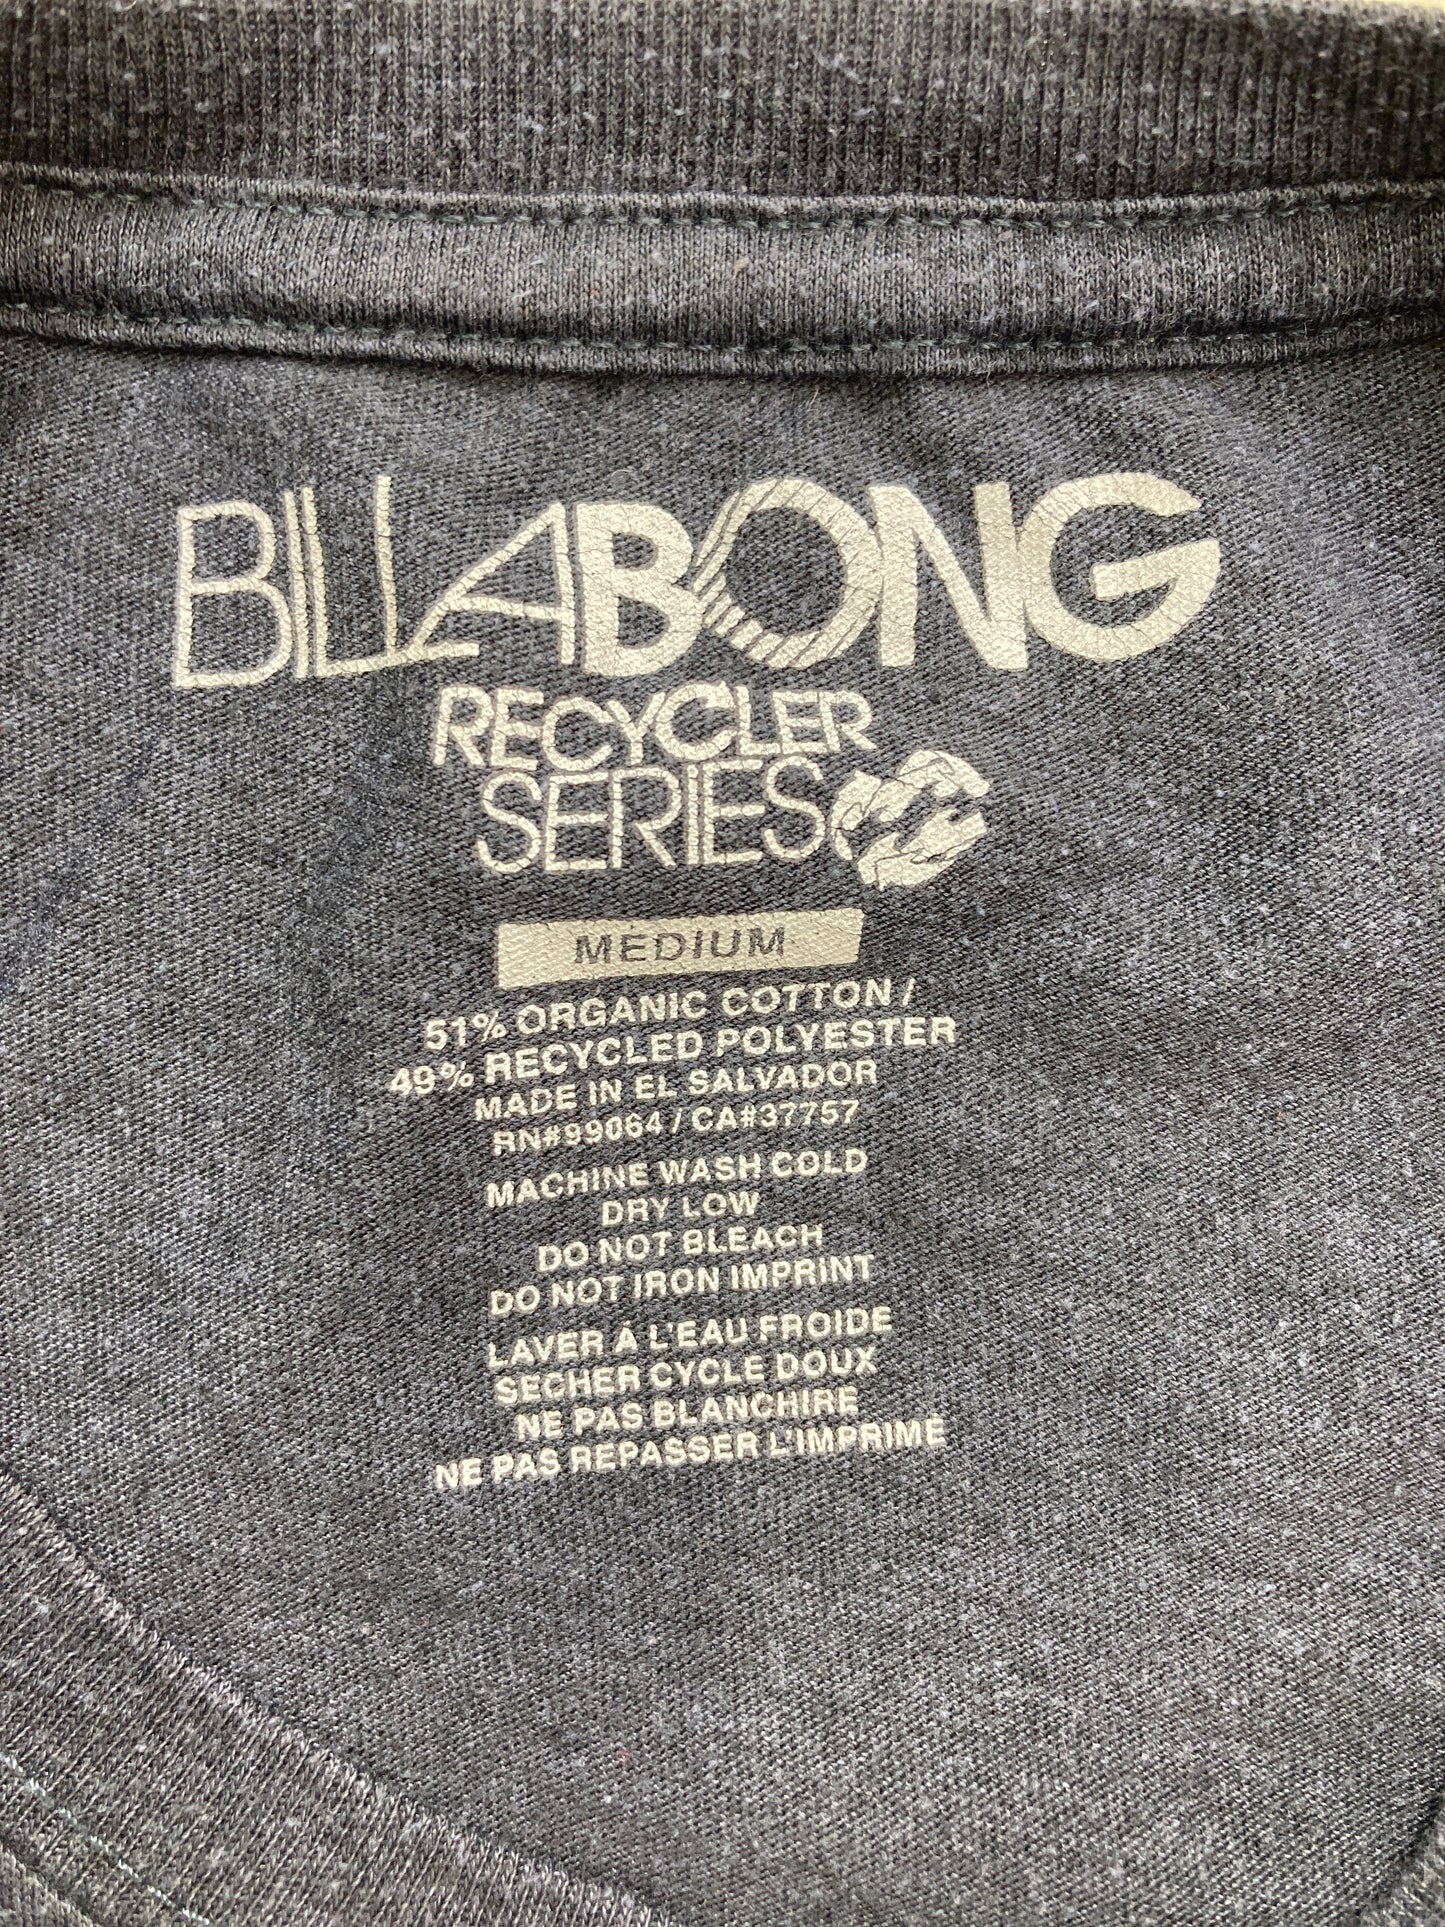 BILLABONG
RECYCLER
SERIES
MEDIUM
51% ORGANIC COTTON /
49% RECYCLED POLYESTER
MADE IN EL SALVADOR
RN#99064 / CA#37757
MACHINE WASH COLD
DRY LOW
DO NOT BLEACH
DO NOT IRON IMPRINT
LAVER À L'EAU FROIDE
SECHER CYCLE DOUX
NE PAS BLANCHIRE
NE PAS REPASSER L'IMPRIMÉ